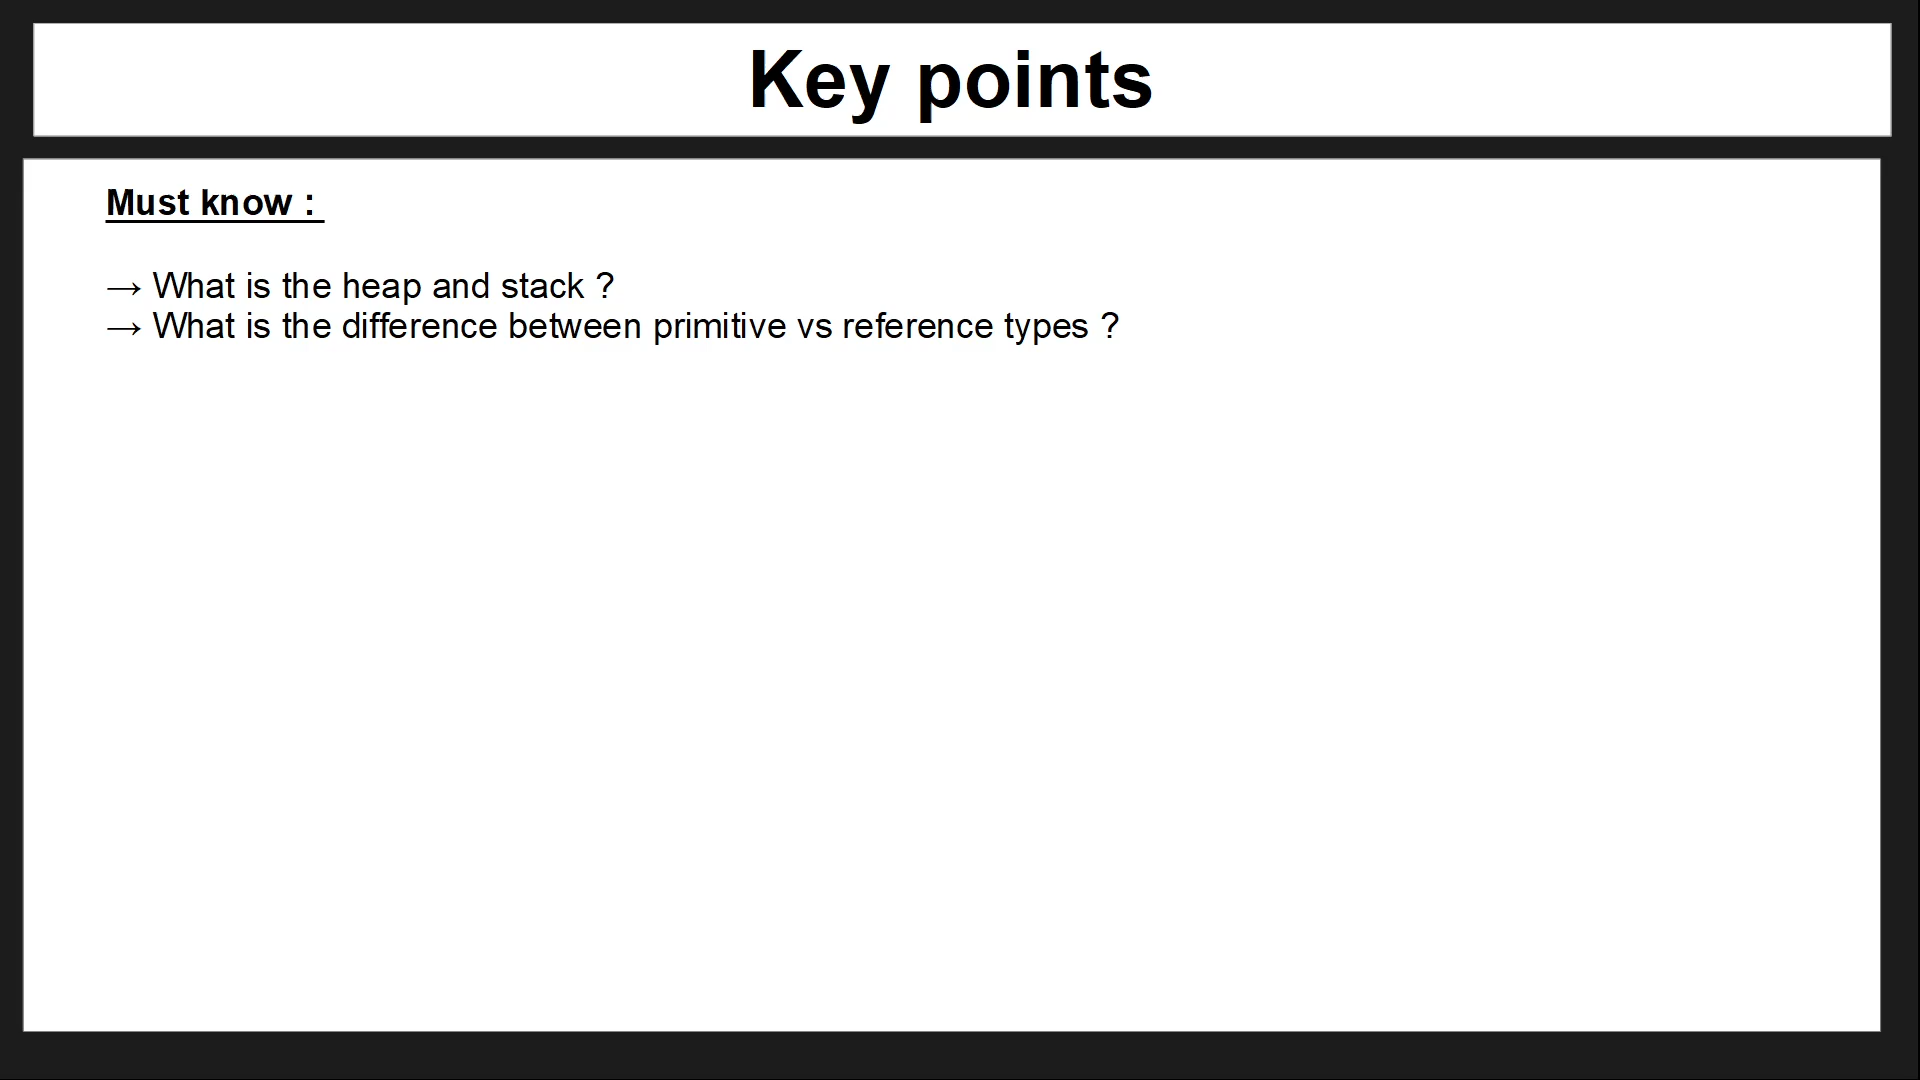 Key points
Must know :
→ What is the heap and stack ?
→ What is the difference between primitive vs reference types ?